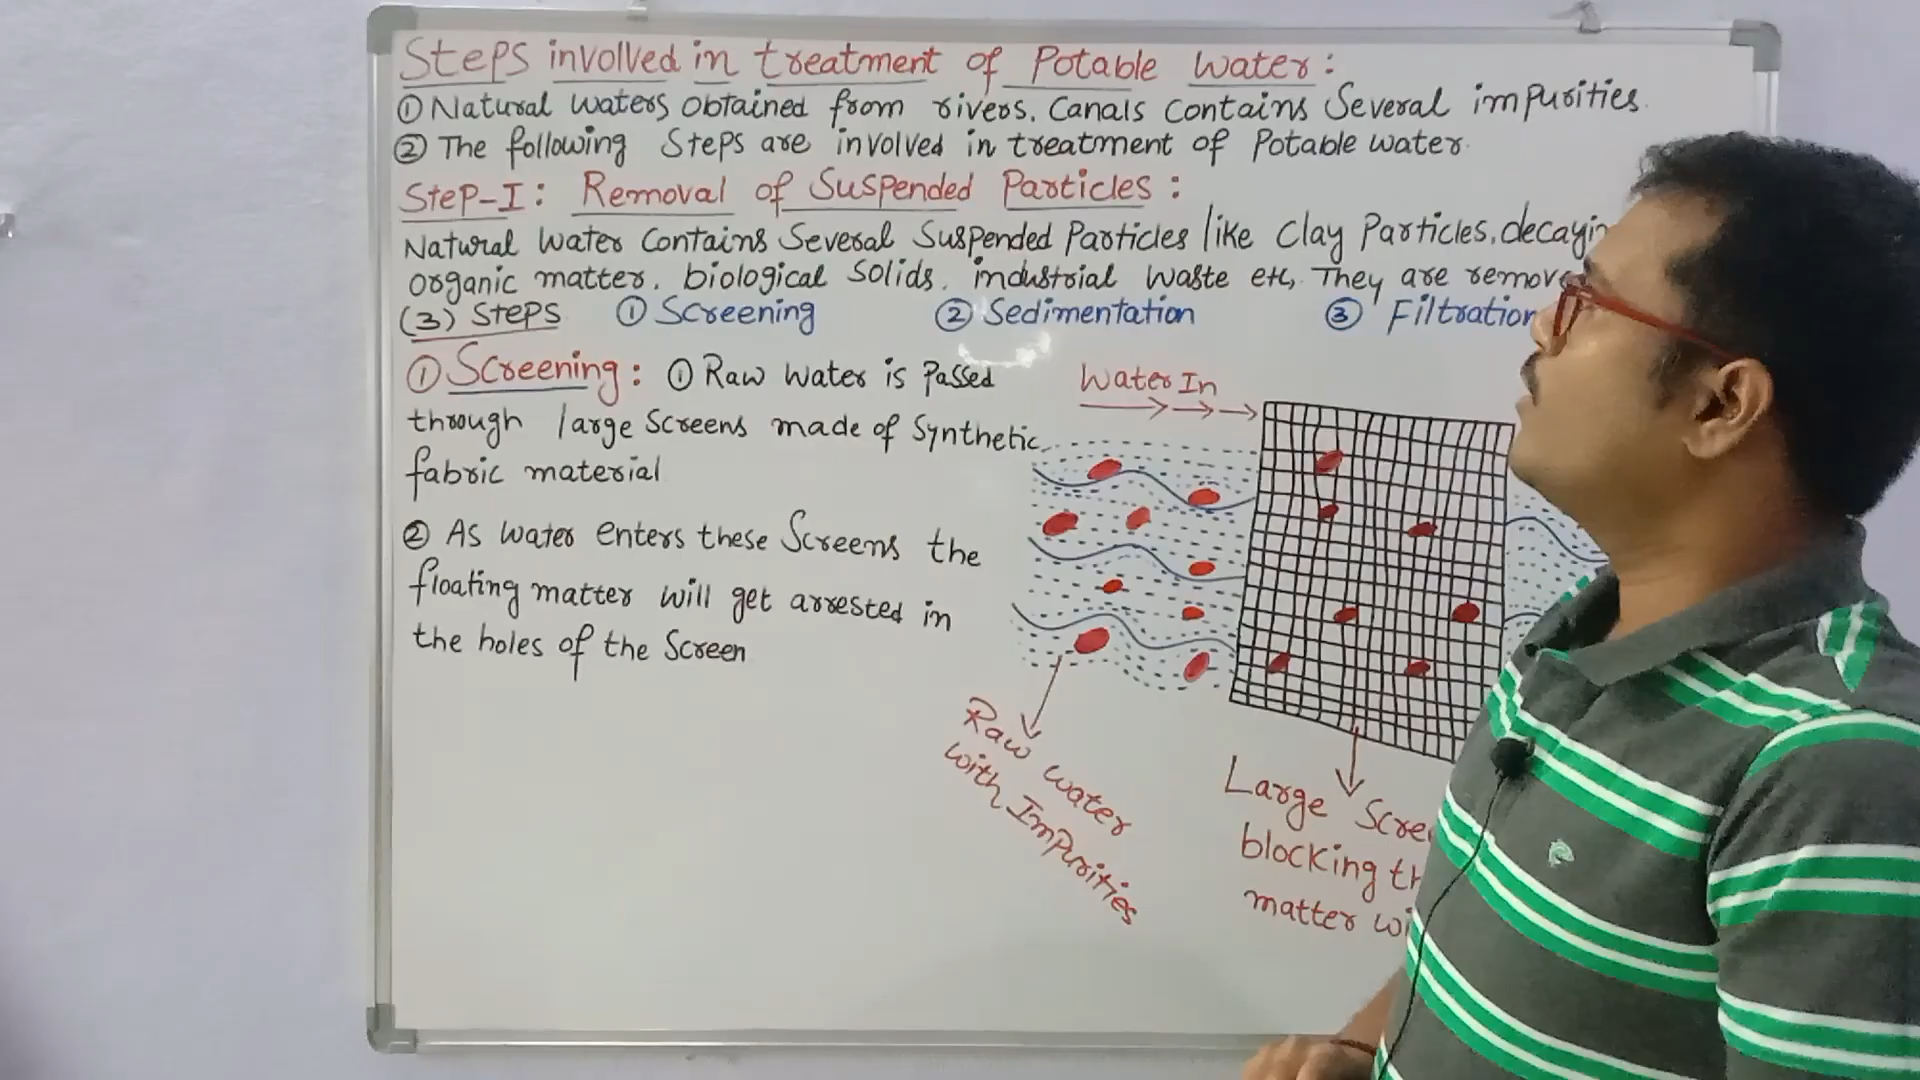 Steps involved in treatment of Potable Water:
① Natural waters obtained from rivers, Canals contains Several impurities.
② The following Steps are involved in treatment of Potable water.
Step-I: Removal of Suspended Particles:
Natural water contains Several Suspended Particles like Clay Particles, decayin
organic matter, biological solids, industrial waste etc, They are remov
(3) Steps ① Screening ② Sedimentation ③ Filtration
① Screening: ① Raw water is Passed
through large screens made of synthetic
fabric material
② As water enters these Screens the
floating matter will get arrested in
the holes of the Screen
Water In
Raw water
with Impurities
Large Scre
blocking th
matter wi